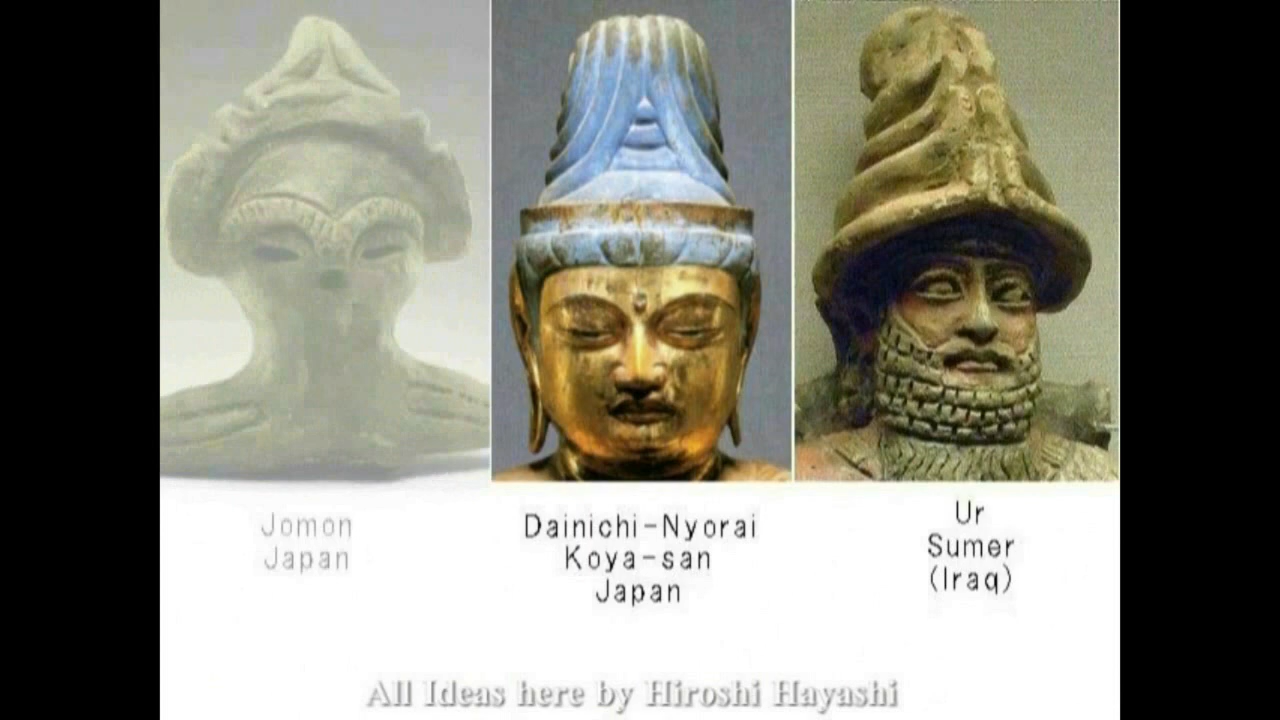 Jomon
Japan
Dainichi-Nyorai
Koya-san
Japan
Ur
Sumer
(Iraq)
All Ideas here by Hiroshi Hayashi